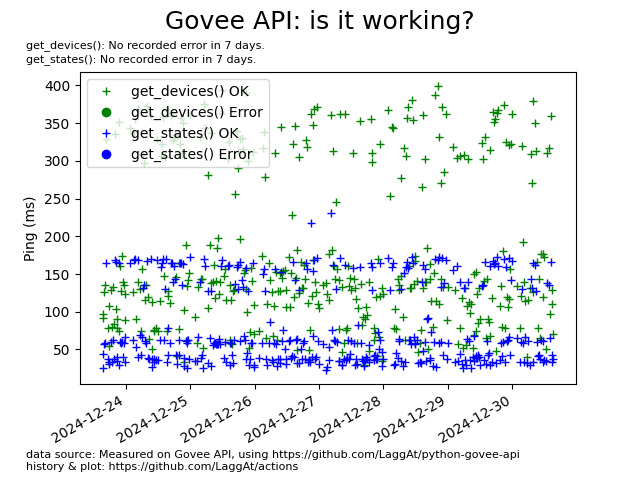 Govee API: is it working?
get_devices(): No recorded error in 7 days.
get_states(): No recorded error in 7 days.
get_devices() OK
get_devices() Error
get_states() OK
get_states() Error
Ping (ms)
400
350
300
250
200
150
100
50
2024-12-24
2024-12-25
2024-12-26
2024-12-27
2024-12-28
2024-12-29
2024-12-30
data source: Measured on Govee API, using https://github.com/LaggAt/python-govee-api
history & plot: https://github.com/LaggAt/actions